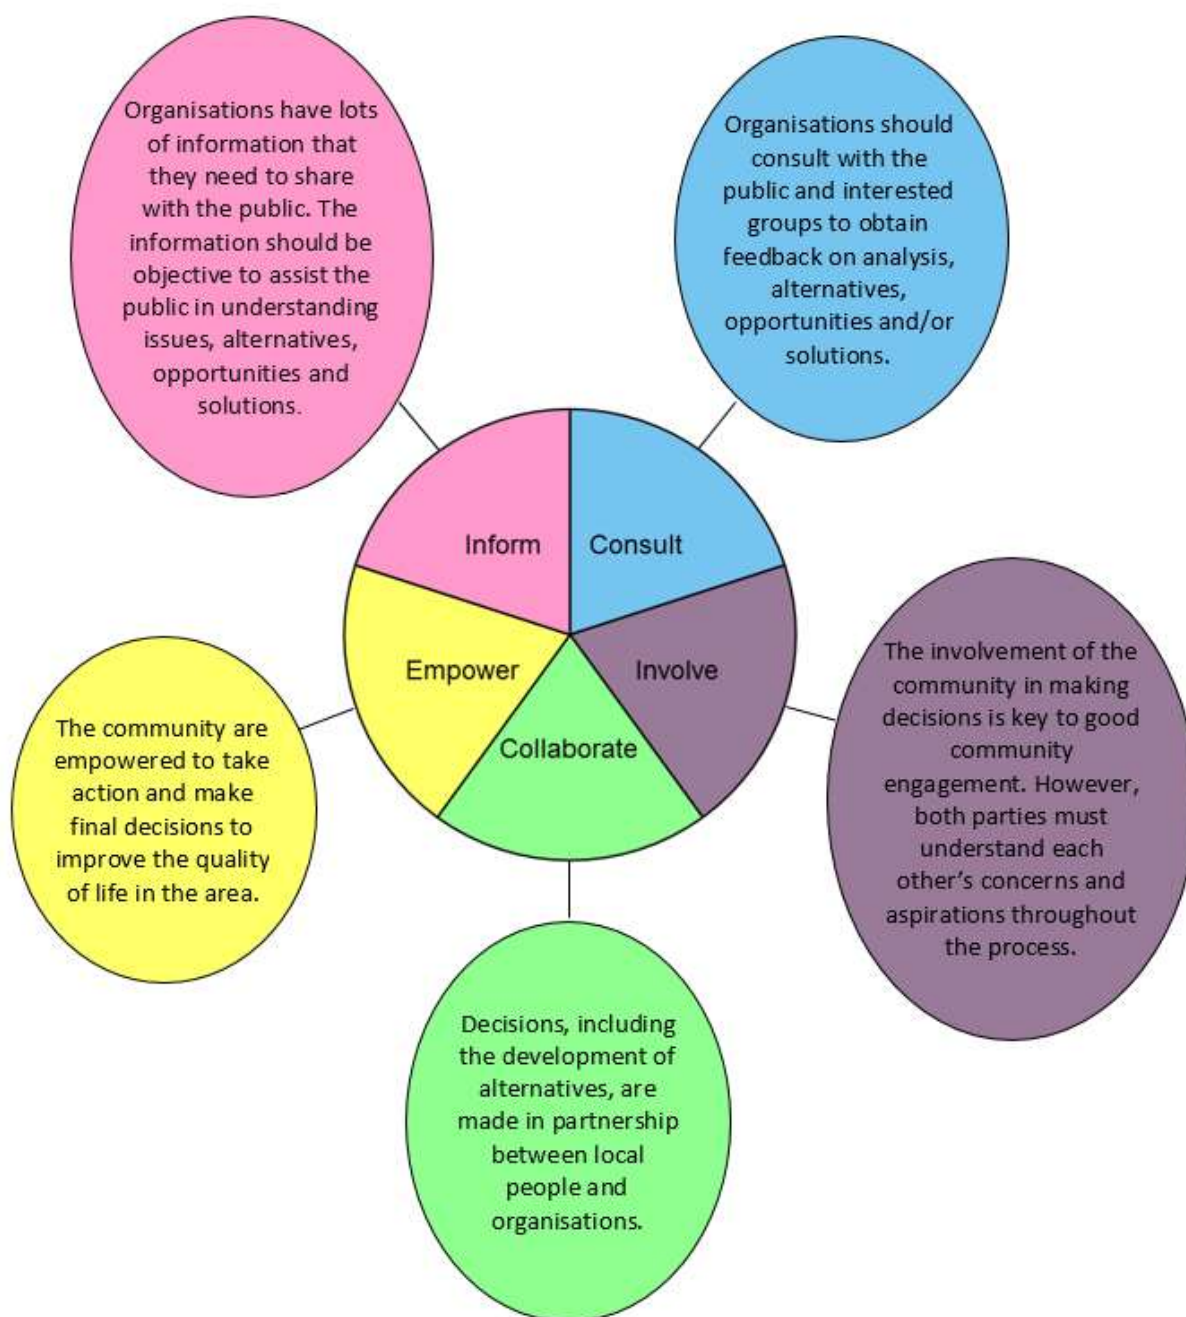 Organisations have lots
of information that
they need to share
with the public. The
information should be
objective to assist the
public in understanding
issues, alternatives,
opportunities and
solutions.
Organisations should
consult with the
public and interested
groups to obtain
feedback on analysis,
alternatives,
opportunities and/or
solutions.
Inform
Consult
Empower
Involve
Collaborate
The community are
empowered to take
action and make
final decisions to
improve the quality
of life in the area.
The involvement of the
community in making
decisions is key to good
community
engagement. However,
both parties must
understand each
other’s concerns and
aspirations throughout
the process.
Decisions, including
the development of
alternatives, are
made in partnership
between local
people and
organisations.